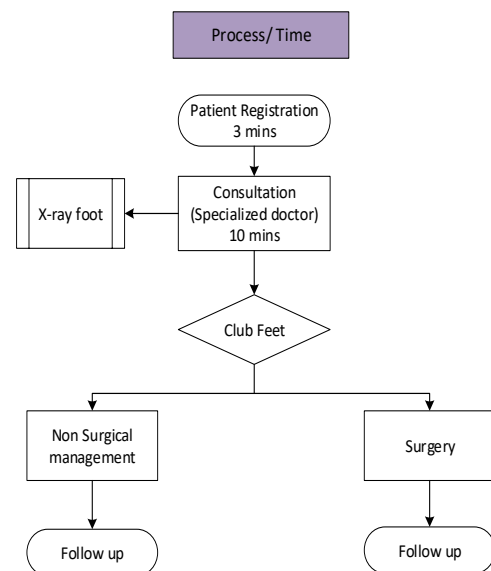 Process/ Time
Patient Registration
3 mins
X-ray foot
Consultation
(Specialized doctor)
10 mins
Club Feet
Non Surgical
management
Surgery
Follow up
Follow up